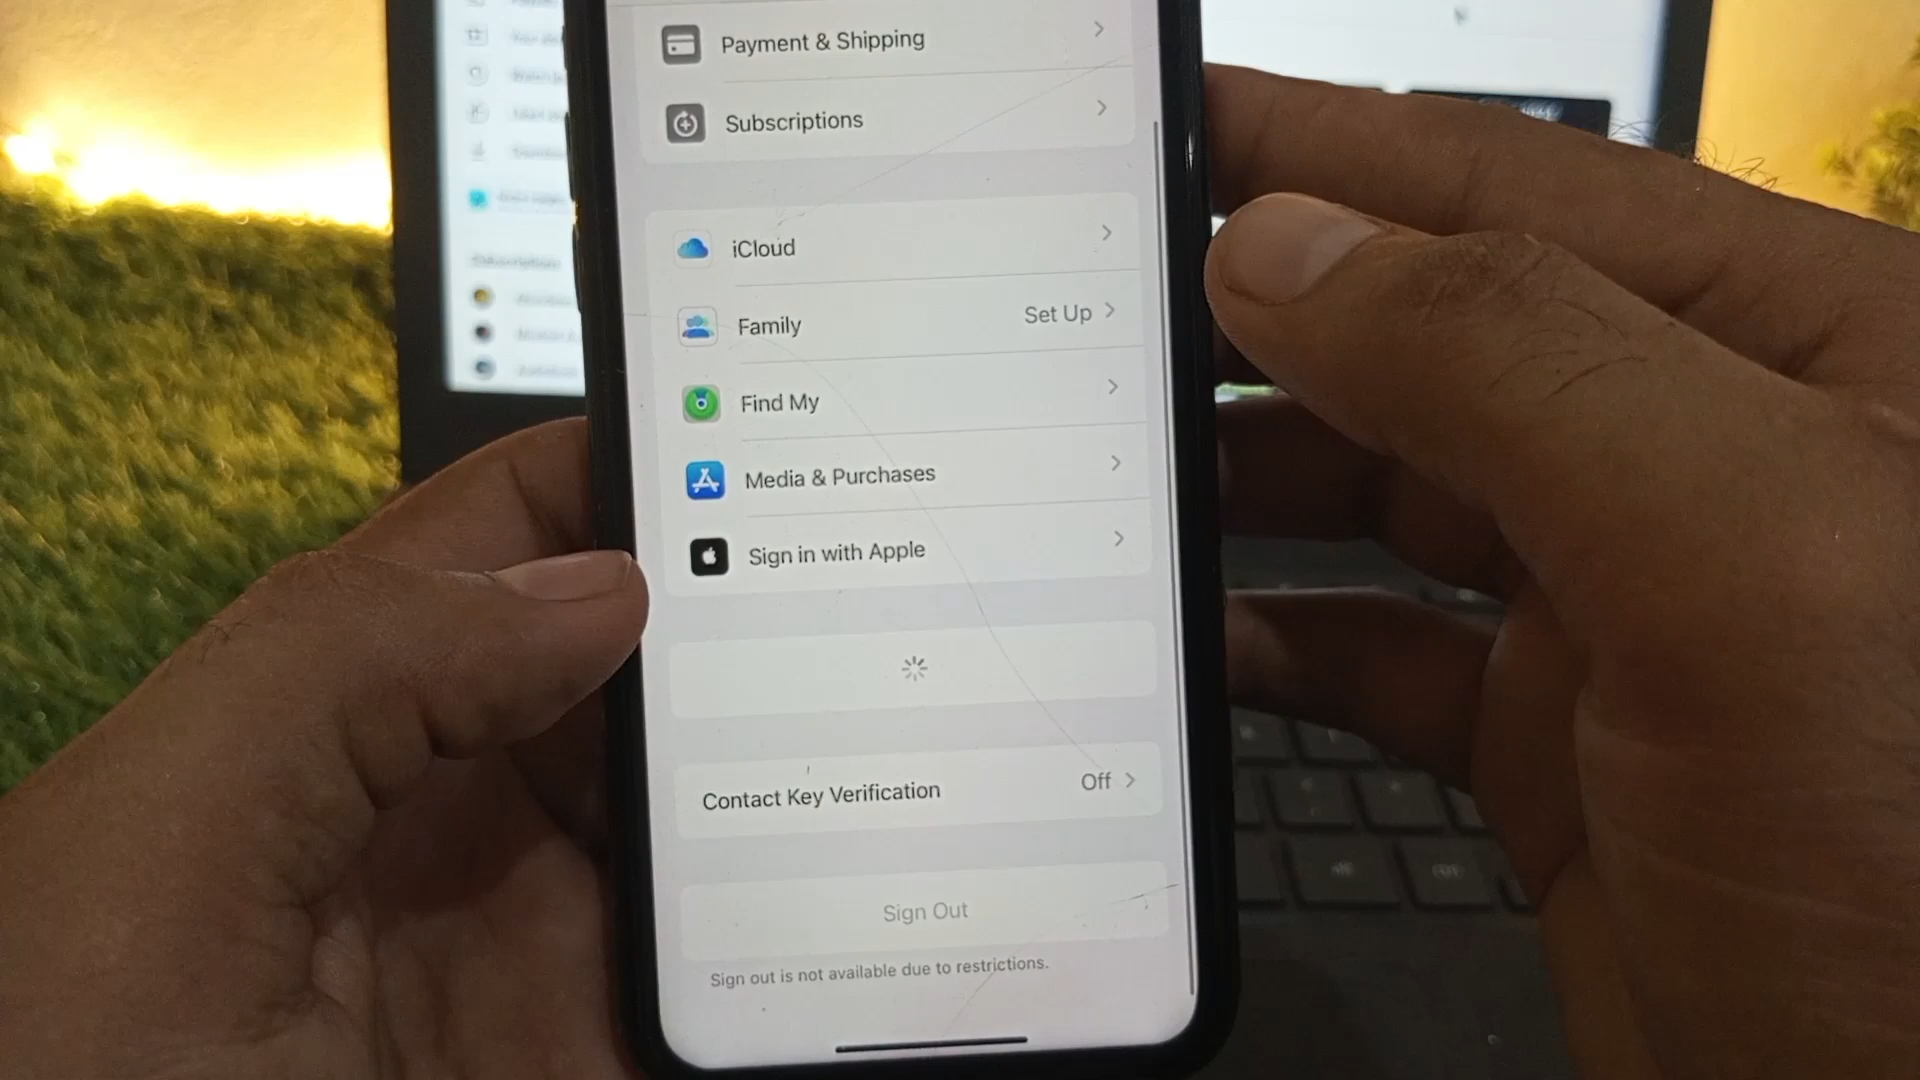 Payment & Shipping
Subscriptions
iCloud
Family Set Up
Find My
Media & Purchases
Sign in with Apple
Contact Key Verification Off
Sign Out
Sign out is not available due to restrictions.